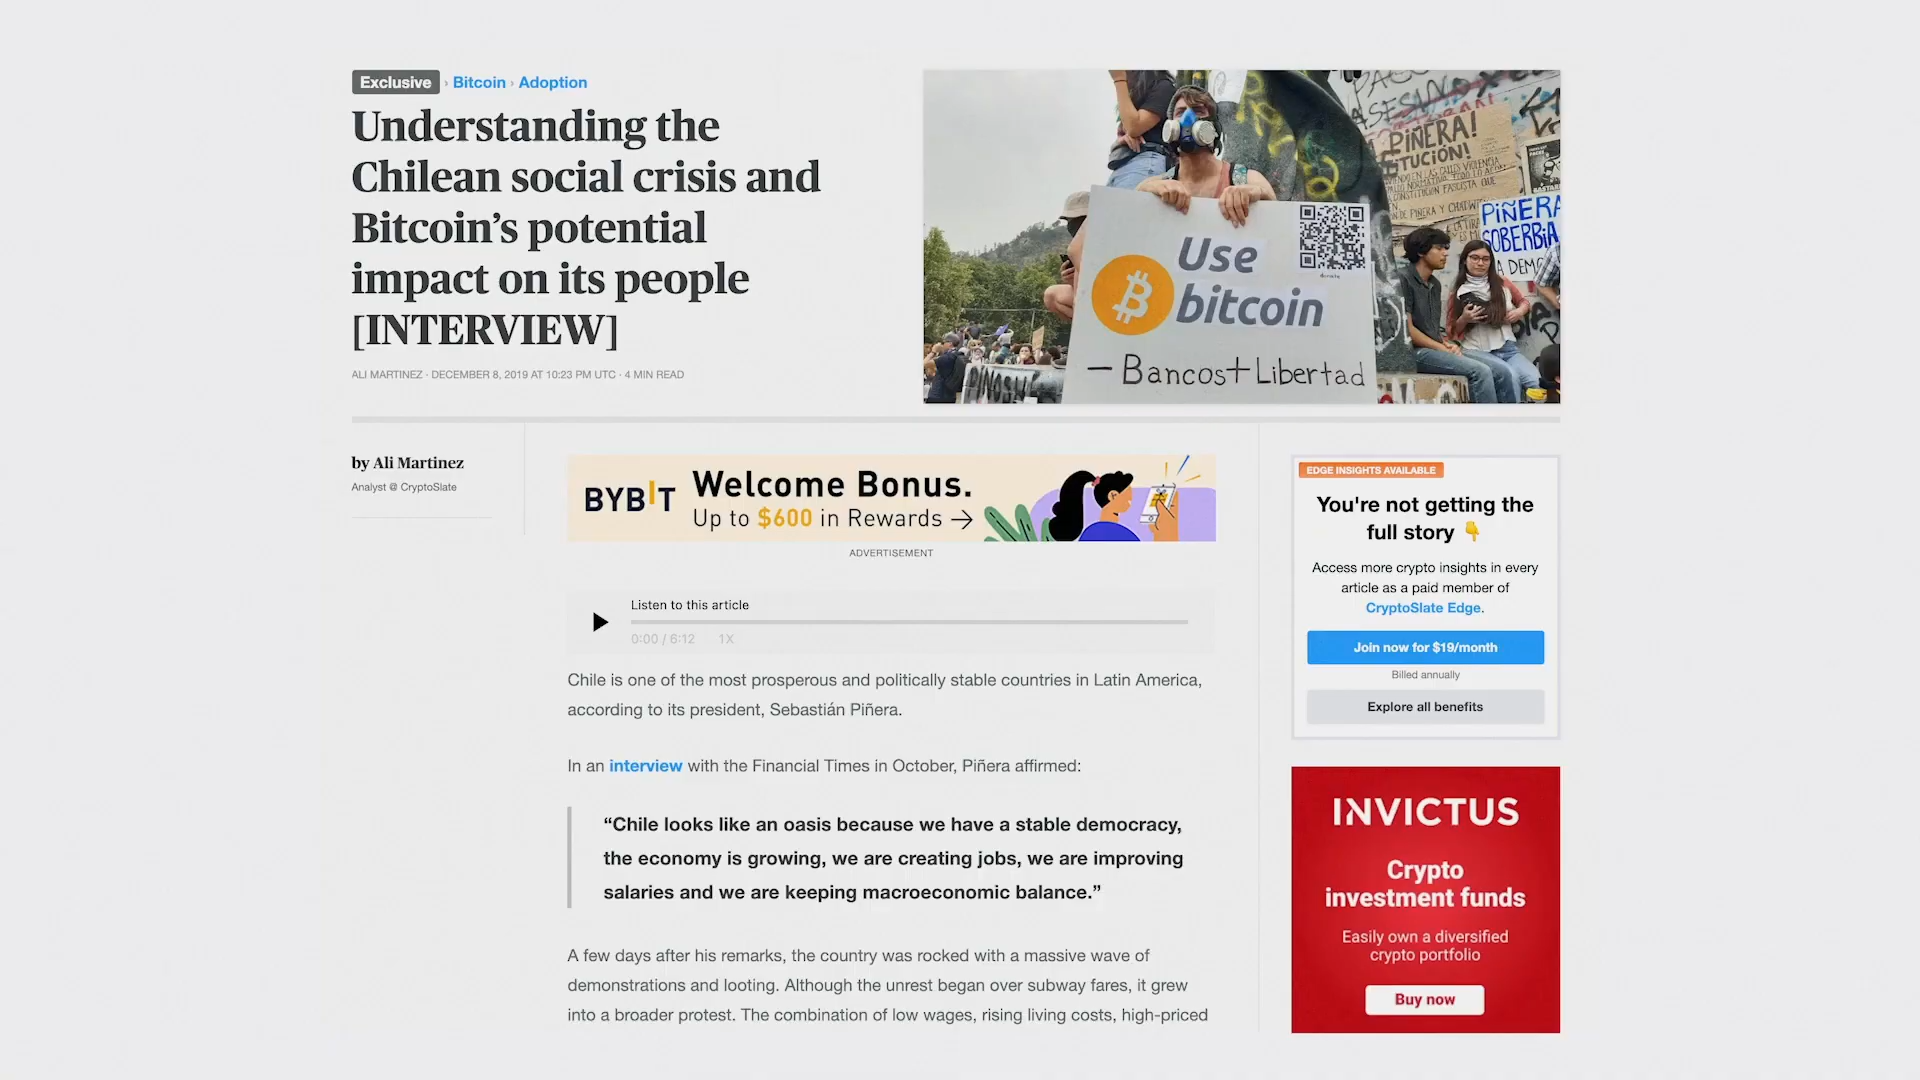 Exclusive › Bitcoin › Adoption
Understanding the
Chilean social crisis and
Bitcoin’s potential
impact on its people
[INTERVIEW]
ALI MARTINEZ · DECEMBER 8, 2019 AT 10:23 PM UTC · 4 MIN READ
PIÑERA!
PIÑERA
SOBERBIA
Use
bitcoin
— Bancos + Libertad
by Ali Martinez
Analyst @ CryptoSlate
BYBIT
Welcome Bonus.
Up to $600 in Rewards →
ADVERTISEMENT
Listen to this article
0:00 / 6:12 1X
Chile is one of the most prosperous and politically stable countries in Latin America,
according to its president, Sebastián Piñera.
In an interview with the Financial Times in October, Piñera affirmed:
“Chile looks like an oasis because we have a stable democracy,
the economy is growing, we are creating jobs, we are improving
salaries and we are keeping macroeconomic balance.”
A few days after his remarks, the country was rocked with a massive wave of
demonstrations and looting. Although the unrest began over subway fares, it grew
into a broader protest. The combination of low wages, rising living costs, high-priced
EDGE INSIGHTS AVAILABLE
You're not getting the
full story 👇
Access more crypto insights in every
article as a paid member of
CryptoSlate Edge.
Join now for $19/month
Billed annually
Explore all benefits
INVICTUS
Crypto
investment funds
Easily own a diversified
crypto portfolio
Buy now